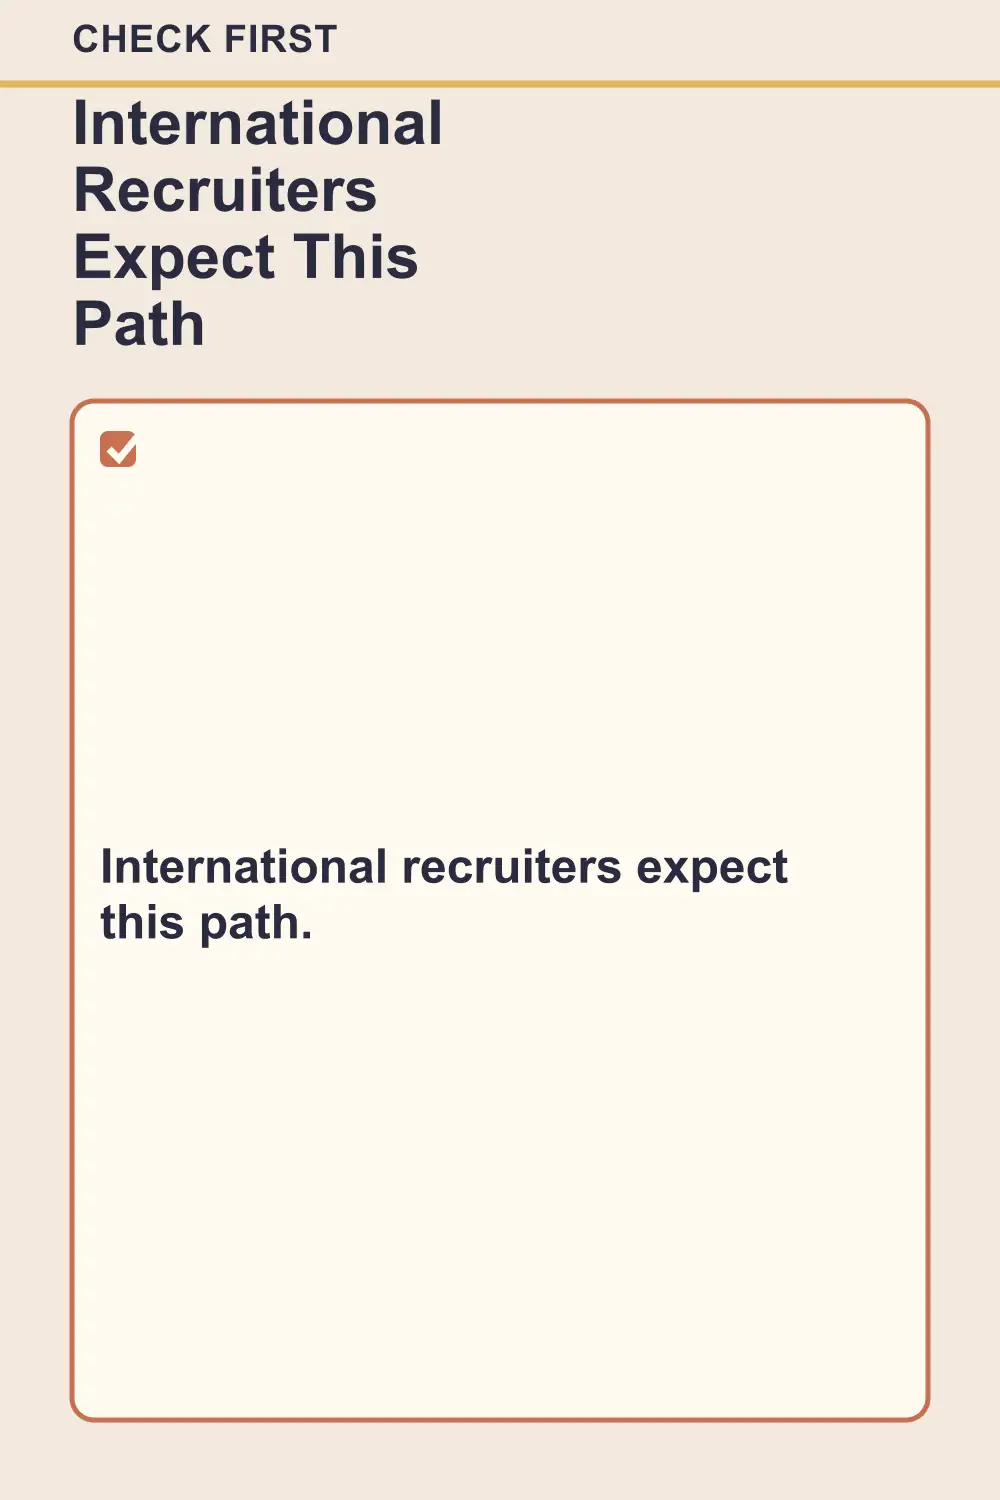 CHECK FIRST
International
Recruiters
Expect This
Path
International recruiters expect
this path.